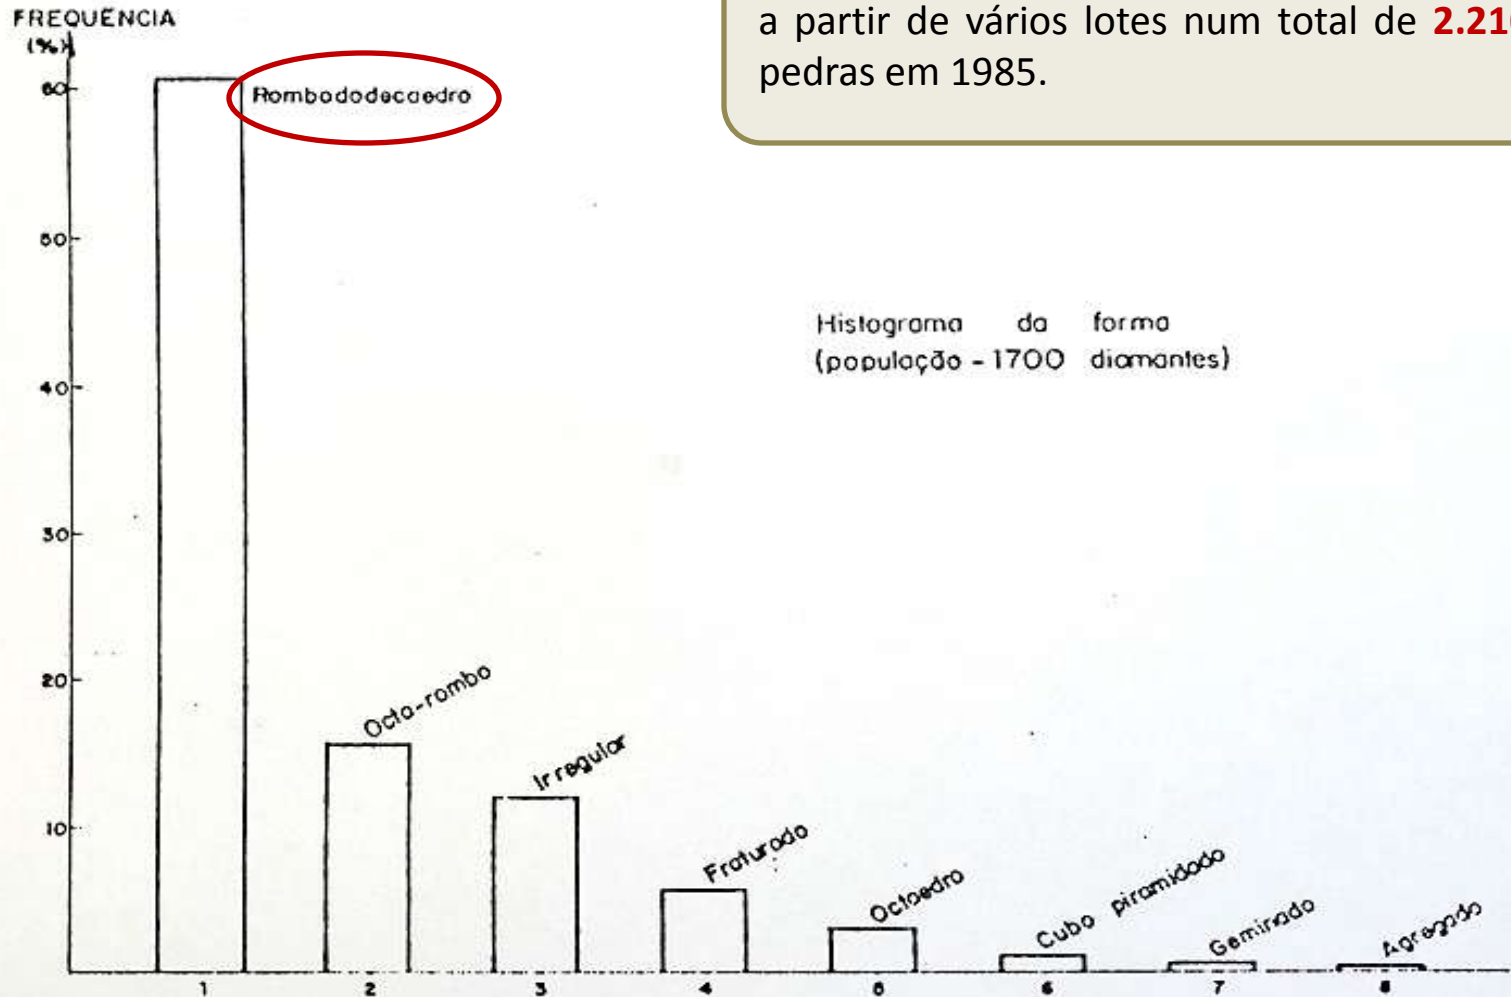 a partir de vários lotes num total de
pedras em 1985.
FREQUÊNCIA
(%)
60
Rombododecaedro
50
Histograma da forma
(população - 1700 diamantes)
40
30
20
Octo-rombo
Irregular
10
Fraturado
Octaedro
Cubo piramidado
Geminado
Agregado
1 2 3 4 5 6 7 8